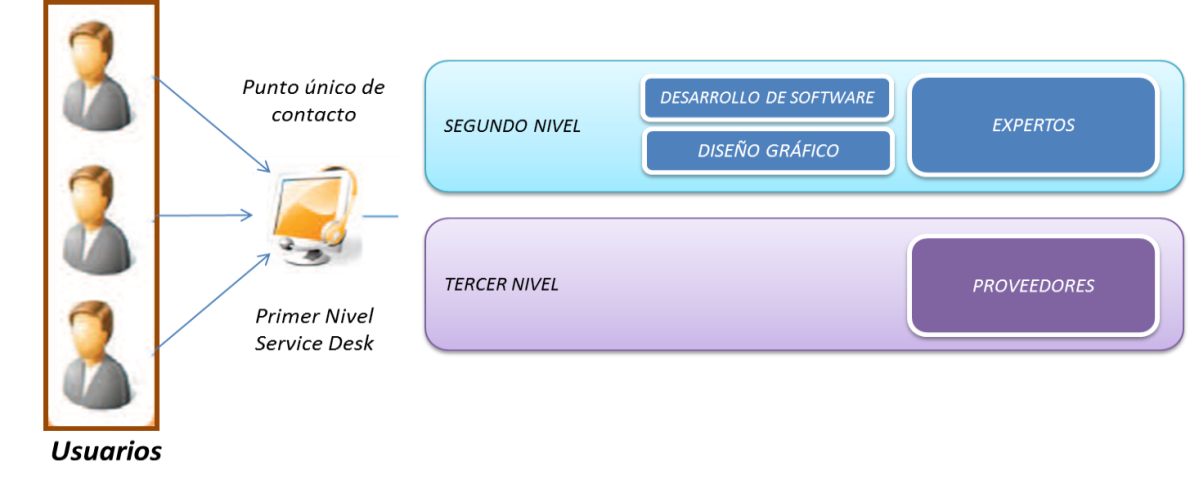 Punto único de
contacto
Primer Nivel
Service Desk
Usuarios
SEGUNDO NIVEL
DESARROLLO DE SOFTWARE
DISEÑO GRÁFICO
EXPERTOS
TERCER NIVEL
PROVEEDORES